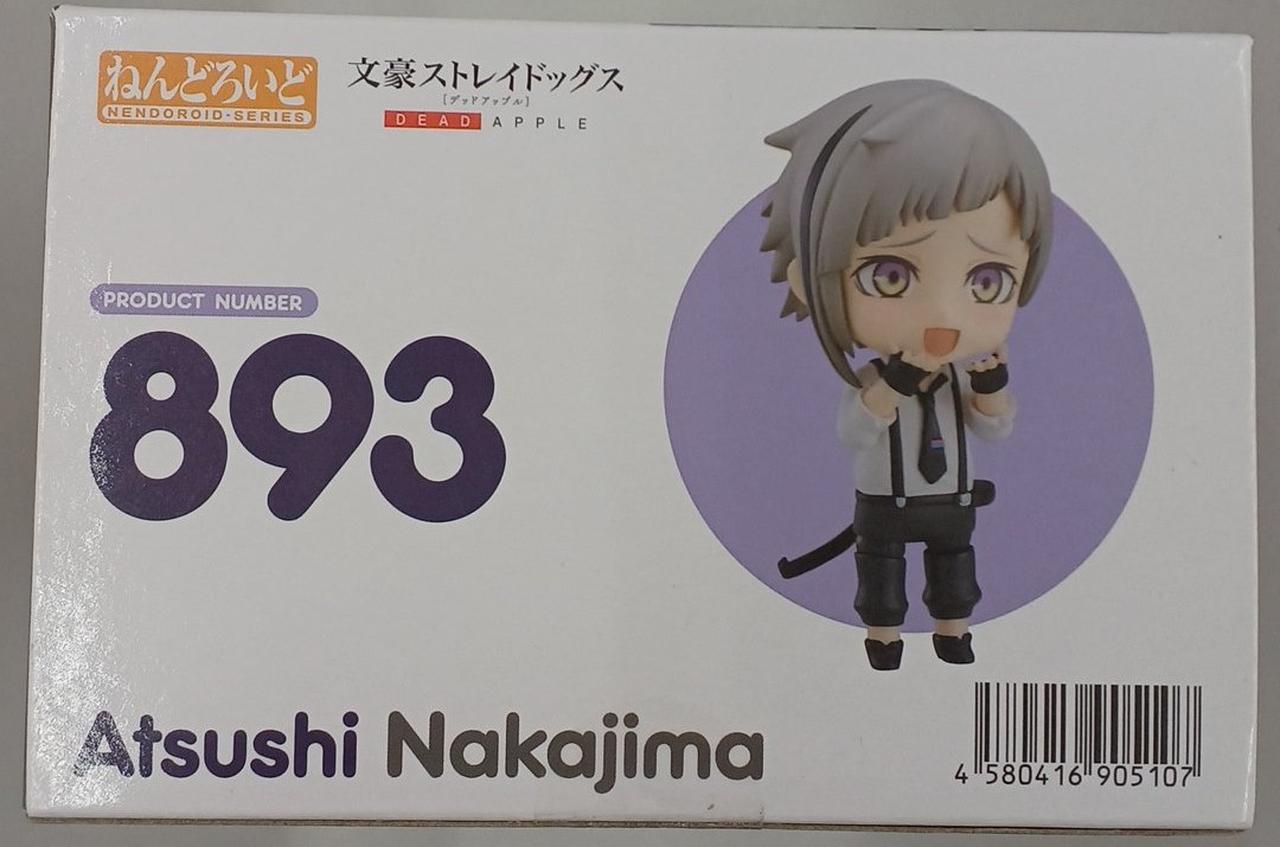 ねんどろいど
NENDOROID·SERIES
文豪ストレイドッグス
[デッドアップル]
DEAD APPLE
PRODUCT NUMBER
893
Atsushi Nakajima
4 580416 905107